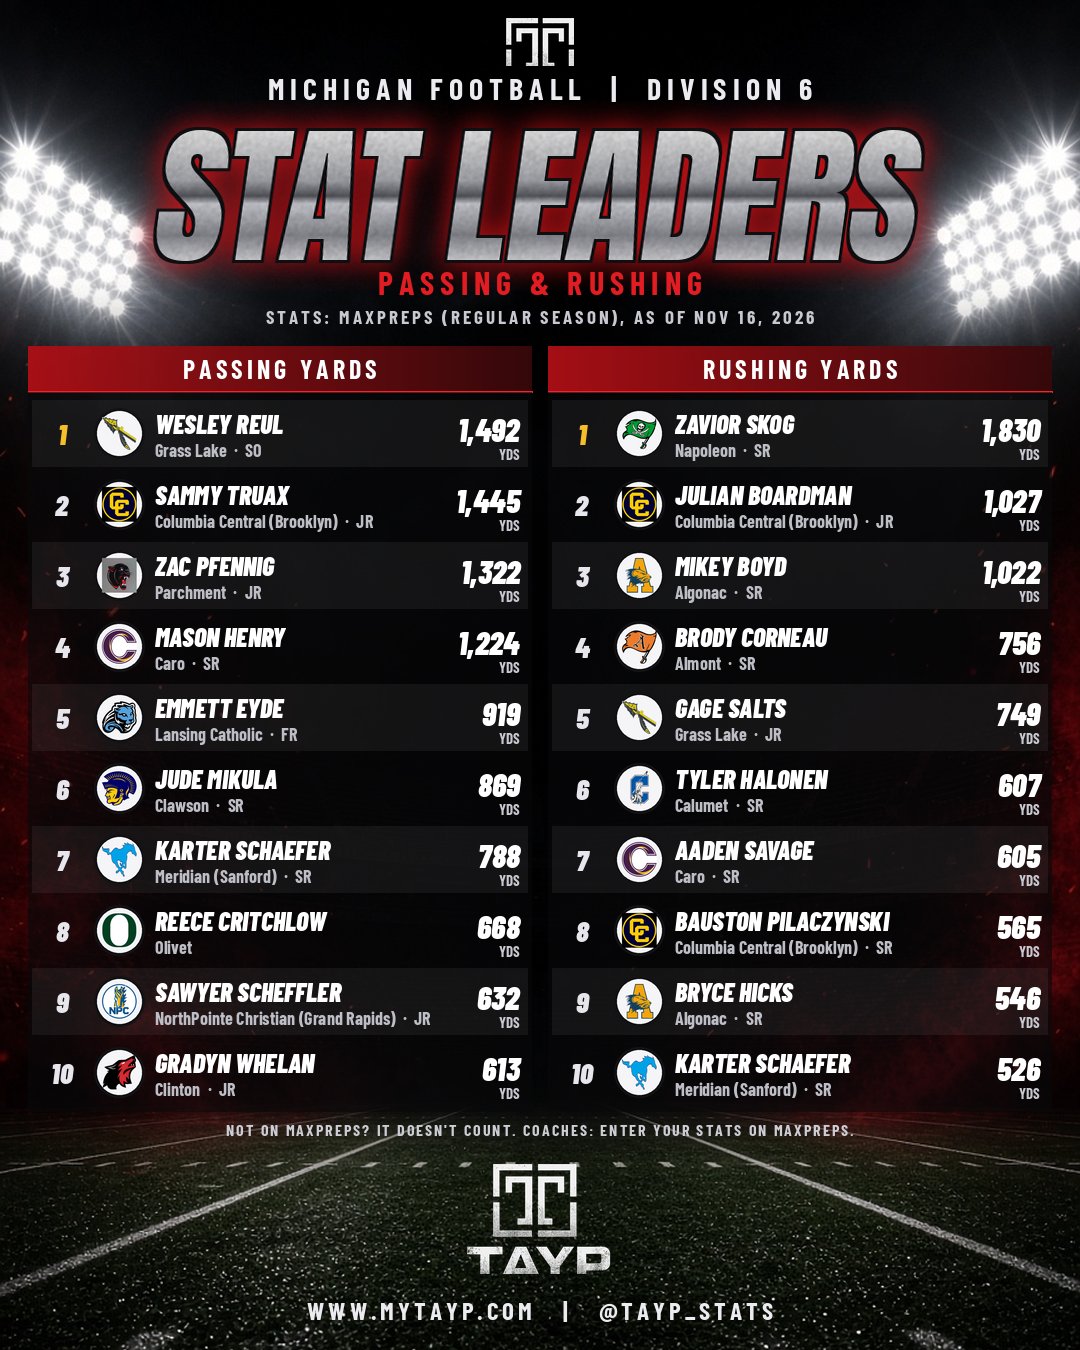 MICHIGAN FOOTBALL | DIVISION 6
STAT LEADERS
PASSING & RUSHING
STATS: MAXPREPS (REGULAR SEASON), AS OF NOV 16, 2026
PASSING YARDS
1 WESLEY REUL 1,492
Grass Lake · SO YDS
2 SAMMY TRUAX 1,445
Columbia Central (Brooklyn) · JR YDS
3 ZAC PFENNIG 1,322
Parchment · JR YDS
4 MASON HENRY 1,224
Caro · SR YDS
5 EMMETT EYDE 919
Lansing Catholic · FR YDS
6 JUDE MIKULA 869
Clawson · SR YDS
7 KARTER SCHAEFER 788
Meridian (Sanford) · SR YDS
8 REECE CRITCHLOW 668
Olivet YDS
9 NPC SAWYER SCHEFFLER 632
NorthPointe Christian (Grand Rapids) · JR YDS
10 GRADYN WHELAN 613
Clinton · JR YDS
RUSHING YARDS
1 ZAVIOR SKOG 1,830
Napoleon · SR YDS
2 JULIAN BOARDMAN 1,027
Columbia Central (Brooklyn) · JR YDS
3 MIKEY BOYD 1,022
Algonac · SR YDS
4 BRODY CORNEAU 756
Almont · SR YDS
5 GAGE SALTS 749
Grass Lake · JR YDS
6 TYLER HALONEN 607
Calumet · SR YDS
7 AADEN SAVAGE 605
Caro · SR YDS
8 BAUSTON PILACZYNSKI 565
Columbia Central (Brooklyn) · SR YDS
9 BRYCE HICKS 546
Algonac · SR YDS
10 KARTER SCHAEFER 526
Meridian (Sanford) · SR YDS
NOT ON MAXPREPS? IT DOESN'T COUNT. COACHES: ENTER YOUR STATS ON MAXPREPS.
TAYP
WWW.MYTAYP.COM | @TAYP_STATS